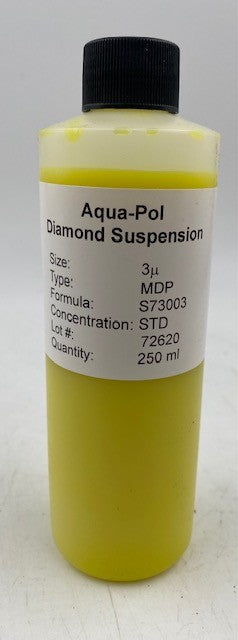 Aqua-Pol
Diamond Suspension
Size: 3µ
Type: MDP
Formula: S73003
Concentration: STD
Lot #: 72620
Quantity: 250 ml